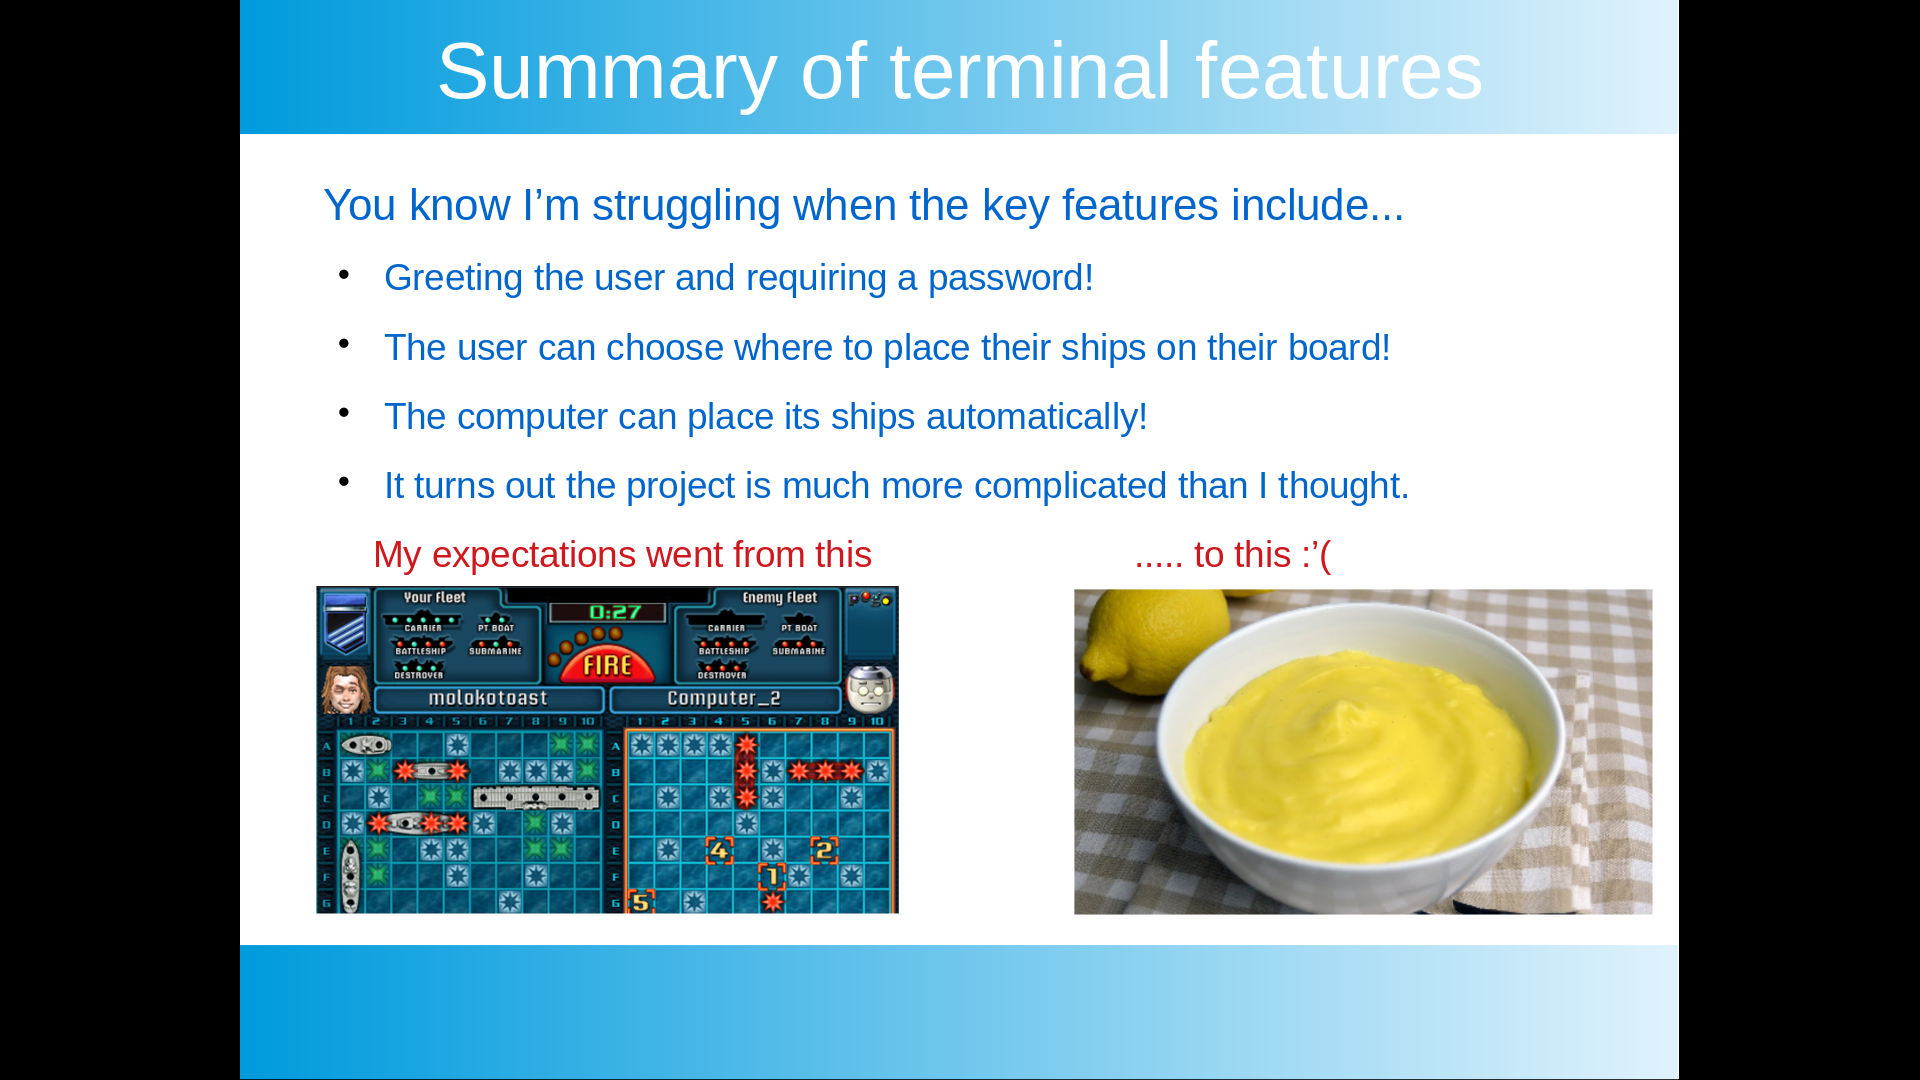 Summary of terminal features
You know I’m struggling when the key features include...
• Greeting the user and requiring a password!
• The user can choose where to place their ships on their board!
• The computer can place its ships automatically!
• It turns out the project is much more complicated than I thought.
My expectations went from this
..... to this :’(
Your Fleet
0:27
Enemy Fleet
pogo
CARRIER PT BOAT
CARRIER PT BOAT
BATTLESHIP SUBMARINE
BATTLESHIP SUBMARINE
FIRE
DESTROYER
DESTROYER
molokotoast
Computer_2
1 2 3 4 5 6 7 8 9 10
1 2 3 4 5 6 7 8 9 10
A A
B B
C C
D D
E E 4 2
F F 1
G G 5